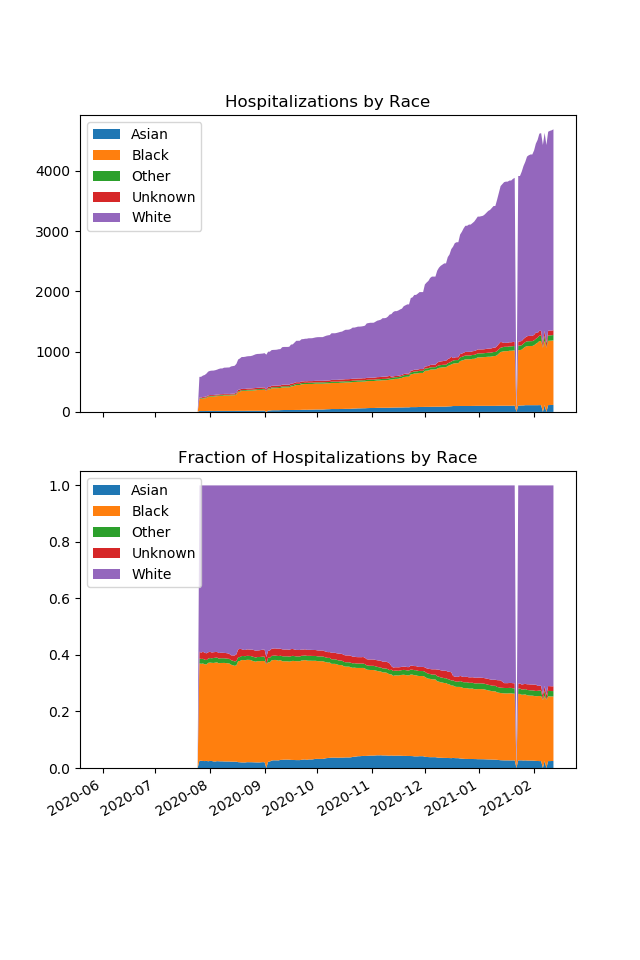 Hospitalizations by Race
Asian
Black
Other
Unknown
White
4000
3000
2000
1000
0
Fraction of Hospitalizations by Race
Asian
Black
Other
Unknown
White
1.0
0.8
0.6
0.4
0.2
0.0
2020-06
2020-07
2020-08
2020-09
2020-10
2020-11
2020-12
2021-01
2021-02